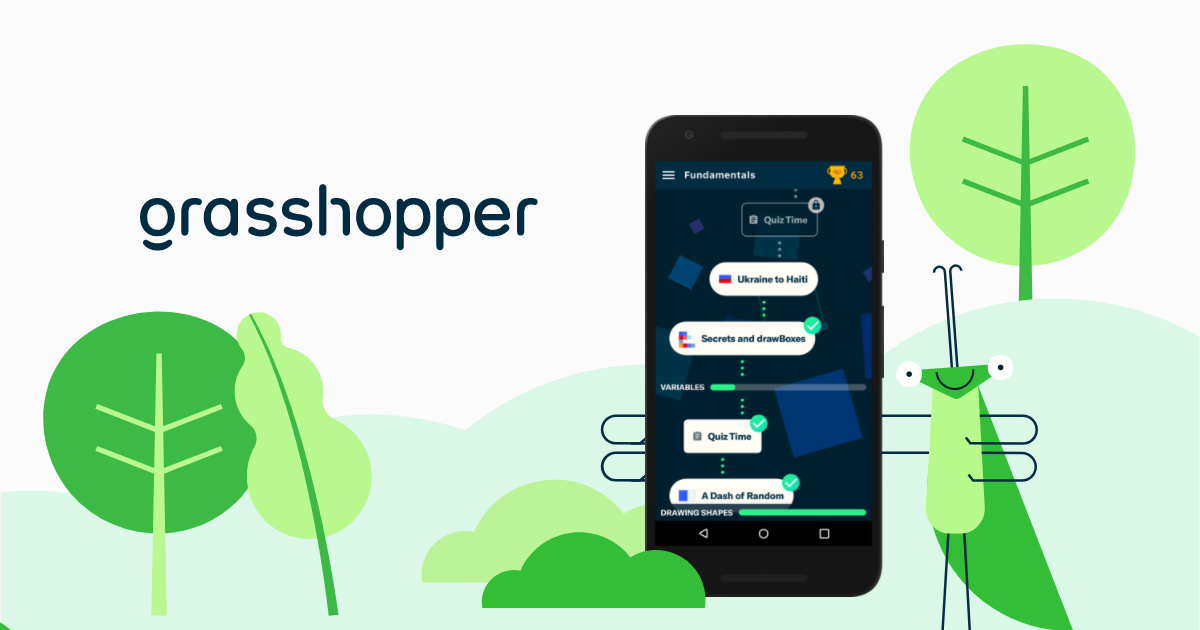 grasshopper
Fundamentals
63
Quiz Time
Ukraine to Haiti
Secrets and drawBoxes
VARIABLES
Quiz Time
A Dash of Random
DRAWING SHAPES